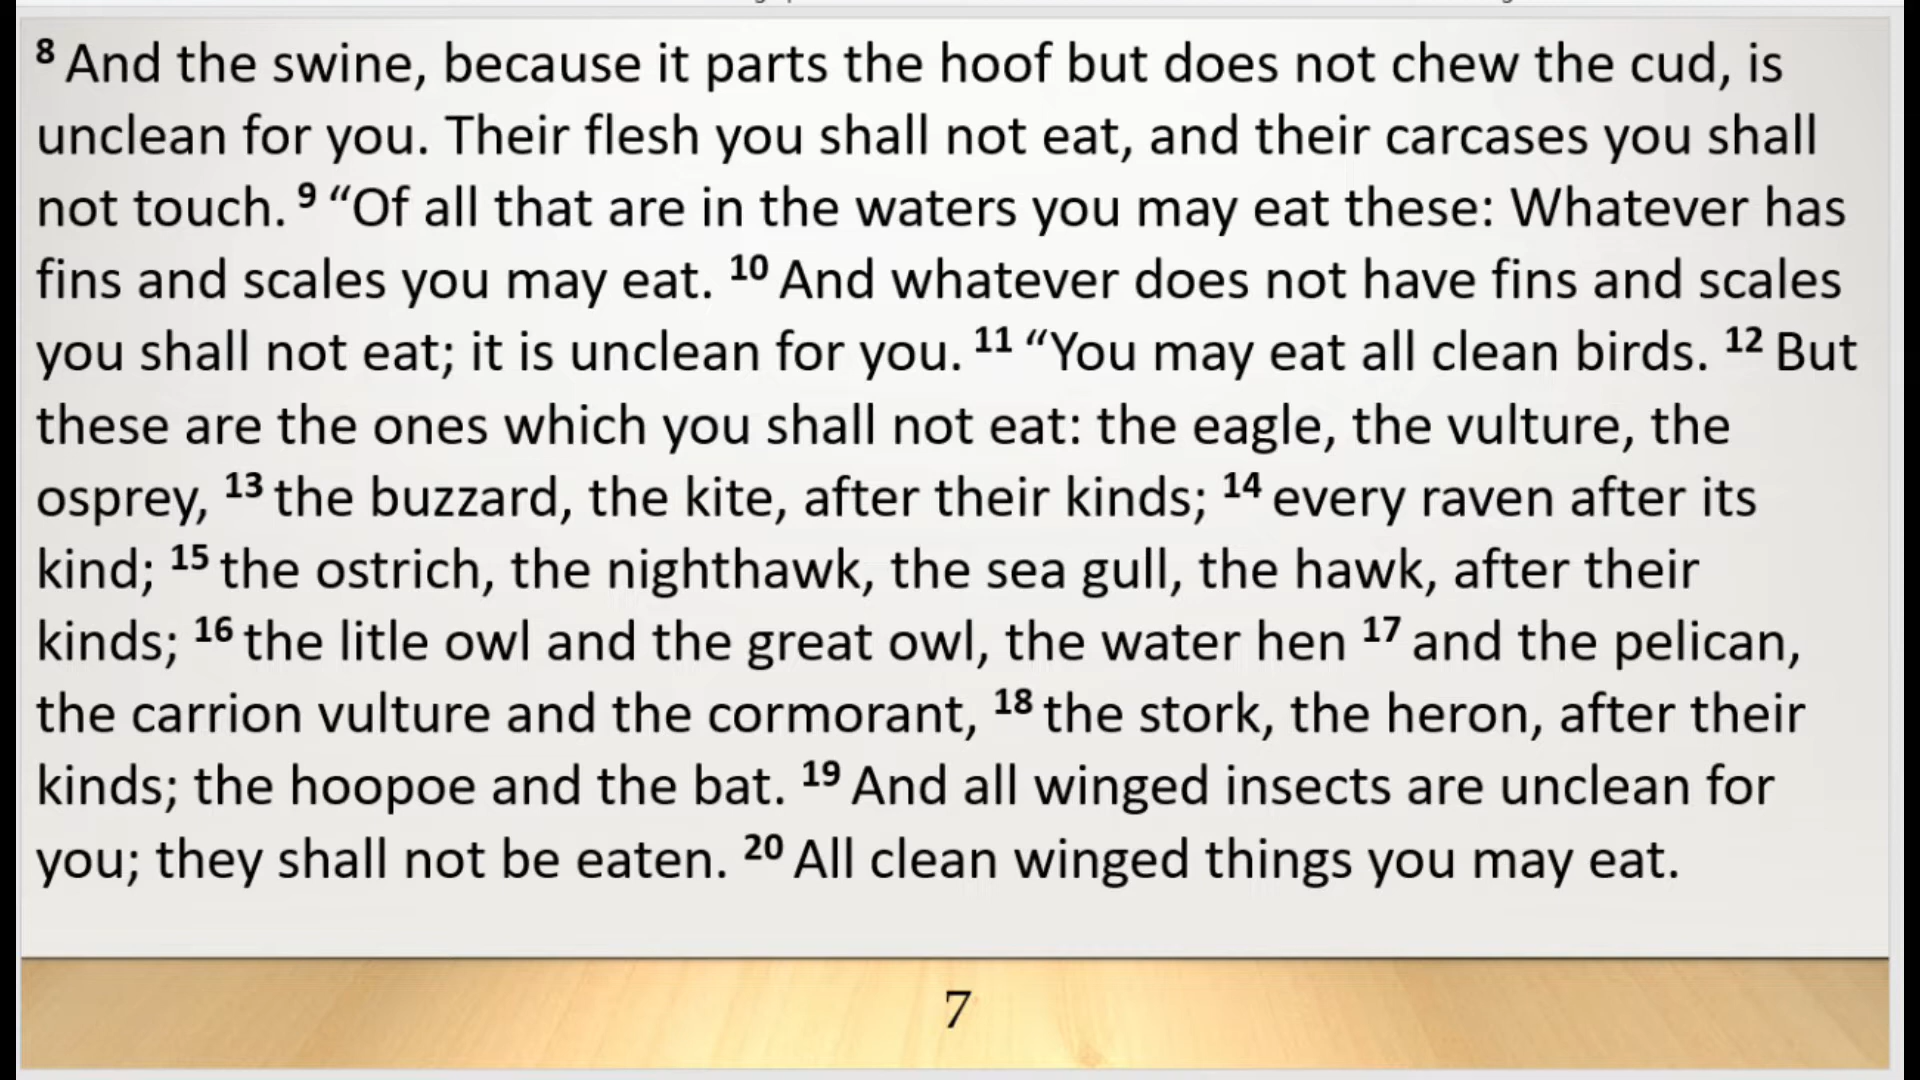 8 And the swine, because it parts the hoof but does not chew the cud, is
unclean for you. Their flesh you shall not eat, and their carcases you shall
not touch. 9 “Of all that are in the waters you may eat these: Whatever has
fins and scales you may eat. 10 And whatever does not have fins and scales
you shall not eat; it is unclean for you. 11 “You may eat all clean birds. 12 But
these are the ones which you shall not eat: the eagle, the vulture, the
osprey, 13 the buzzard, the kite, after their kinds; 14 every raven after its
kind; 15 the ostrich, the nighthawk, the sea gull, the hawk, after their
kinds; 16 the litle owl and the great owl, the water hen 17 and the pelican,
the carrion vulture and the cormorant, 18 the stork, the heron, after their
kinds; the hoopoe and the bat. 19 And all winged insects are unclean for
you; they shall not be eaten. 20 All clean winged things you may eat.
7